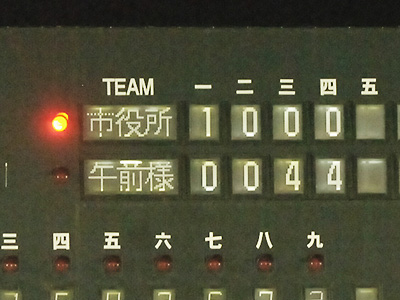 TEAM 一 二 三 四 五
市役所 1 0 0 0
午前様 0 0 4 4
三 四 五 六 七 八 九